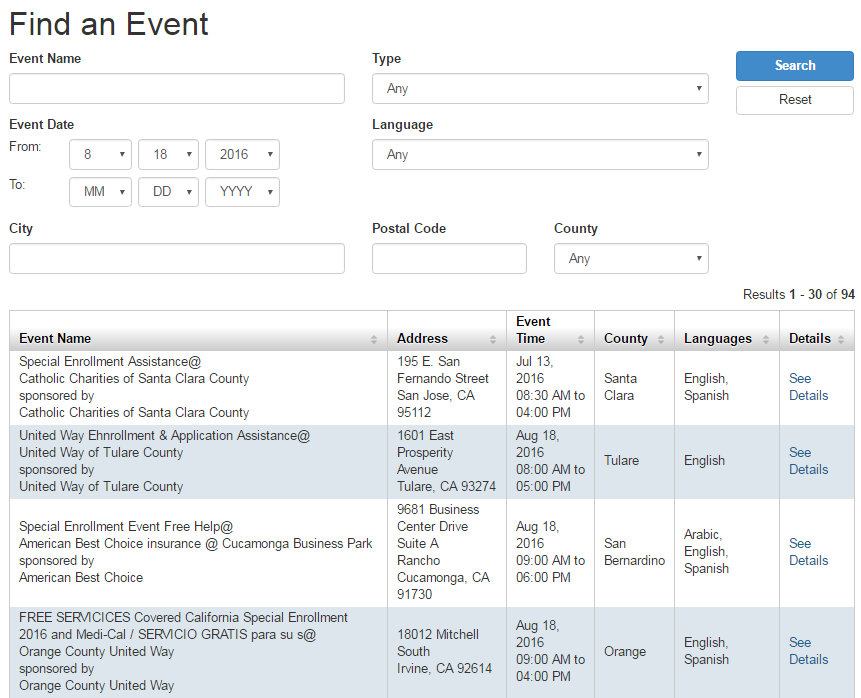 Find an Event
Event Name
Type
Search
Any
Reset
Event Date
Language
From:
8
18
2016
Any
To:
MM
DD
YYYY
City
Postal Code
County
Any
Results 1 - 30 of 94
Event Name
Address
Event
Time
County
Languages
Details
Special Enrollment Assistance@
Catholic Charities of Santa Clara County
sponsored by
Catholic Charities of Santa Clara County
195 E. San
Fernando Street
San Jose, CA
95112
Jul 13,
2016
08:30 AM to
04:00 PM
Santa
Clara
English,
Spanish
See
Details
United Way Ehnrollment & Application Assistance@
United Way of Tulare County
sponsored by
United Way of Tulare County
1601 East
Prosperity
Avenue
Tulare, CA 93274
Aug 18,
2016
08:00 AM to
05:00 PM
Tulare
English
See
Details
Special Enrollment Event Free Help@
American Best Choice insurance @ Cucamonga Business Park
sponsored by
American Best Choice
9681 Business
Center Drive
Suite A
Rancho
Cucamonga, CA
91730
Aug 18,
2016
09:00 AM to
06:00 PM
San
Bernardino
Arabic,
English,
Spanish
See
Details
FREE SERVICICES Covered California Special Enrollment
2016 and Medi-Cal / SERVICIO GRATIS para su s@
Orange County United Way
sponsored by
Orange County United Way
18012 Mitchell
South
Irvine, CA 92614
Aug 18,
2016
09:00 AM to
04:00 PM
Orange
English,
Spanish
See
Details